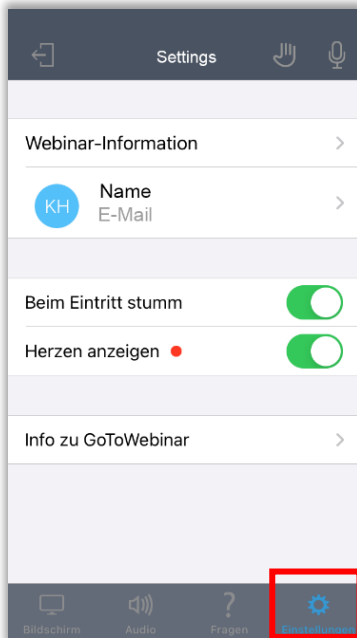 Settings
Webinar-Information
KH
Name
E-Mail
Beim Eintritt stumm
Herzen anzeigen
Info zu GoToWebinar
Bildschirm Audio Fragen Einstellungen